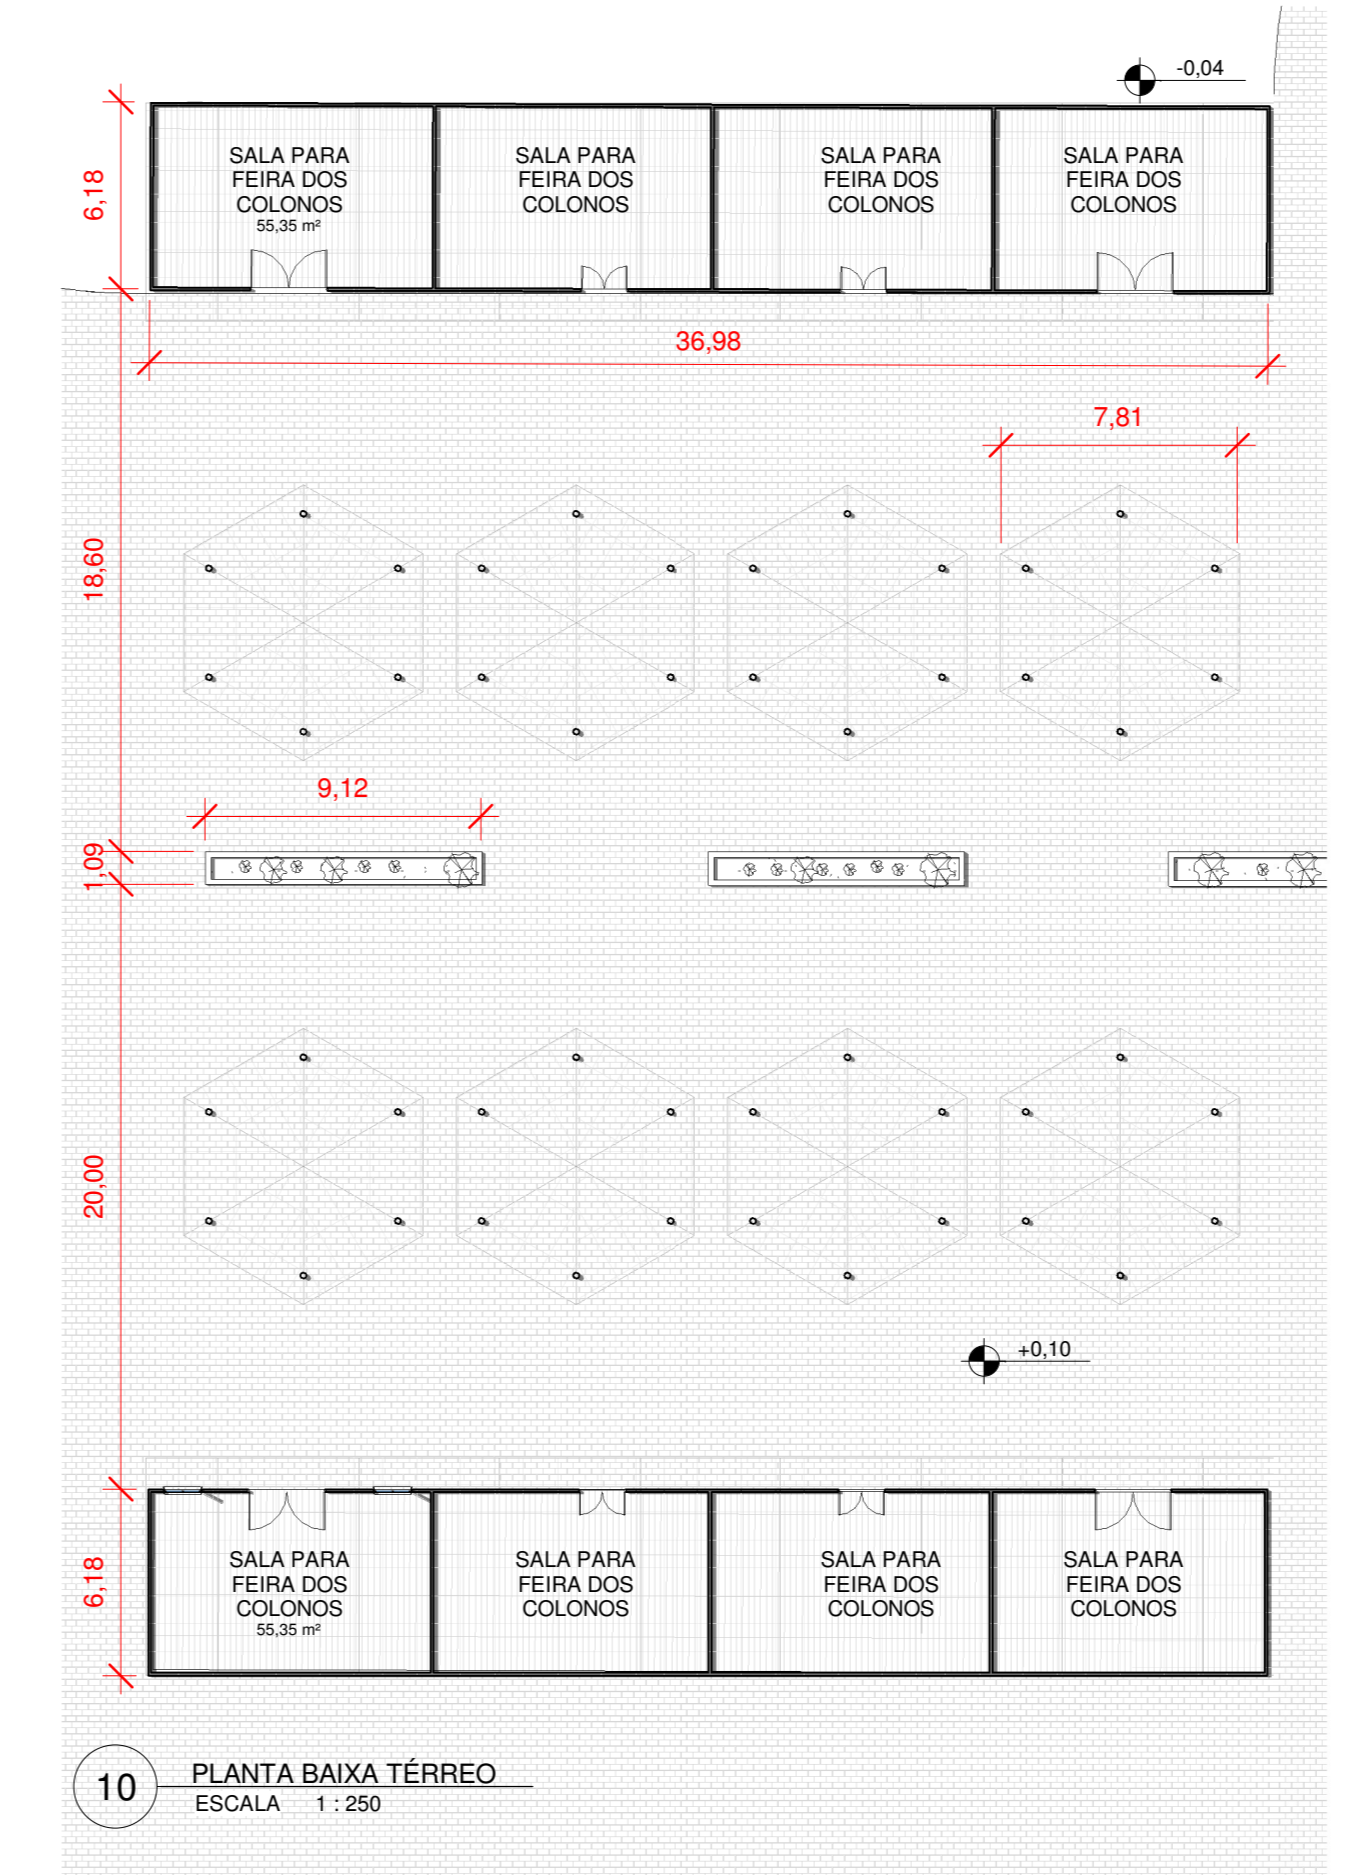 -0,04
SALA PARA
FEIRA DOS
COLONOS
55,35 m²
SALA PARA
FEIRA DOS
COLONOS
SALA PARA
FEIRA DOS
COLONOS
SALA PARA
FEIRA DOS
COLONOS
6,18
36,98
7,81
18,60
9,12
1,09
20,00
+0,10
6,18
SALA PARA
FEIRA DOS
COLONOS
55,35 m²
SALA PARA
FEIRA DOS
COLONOS
SALA PARA
FEIRA DOS
COLONOS
SALA PARA
FEIRA DOS
COLONOS
10
PLANTA BAIXA TÉRREO
ESCALA 1 : 250